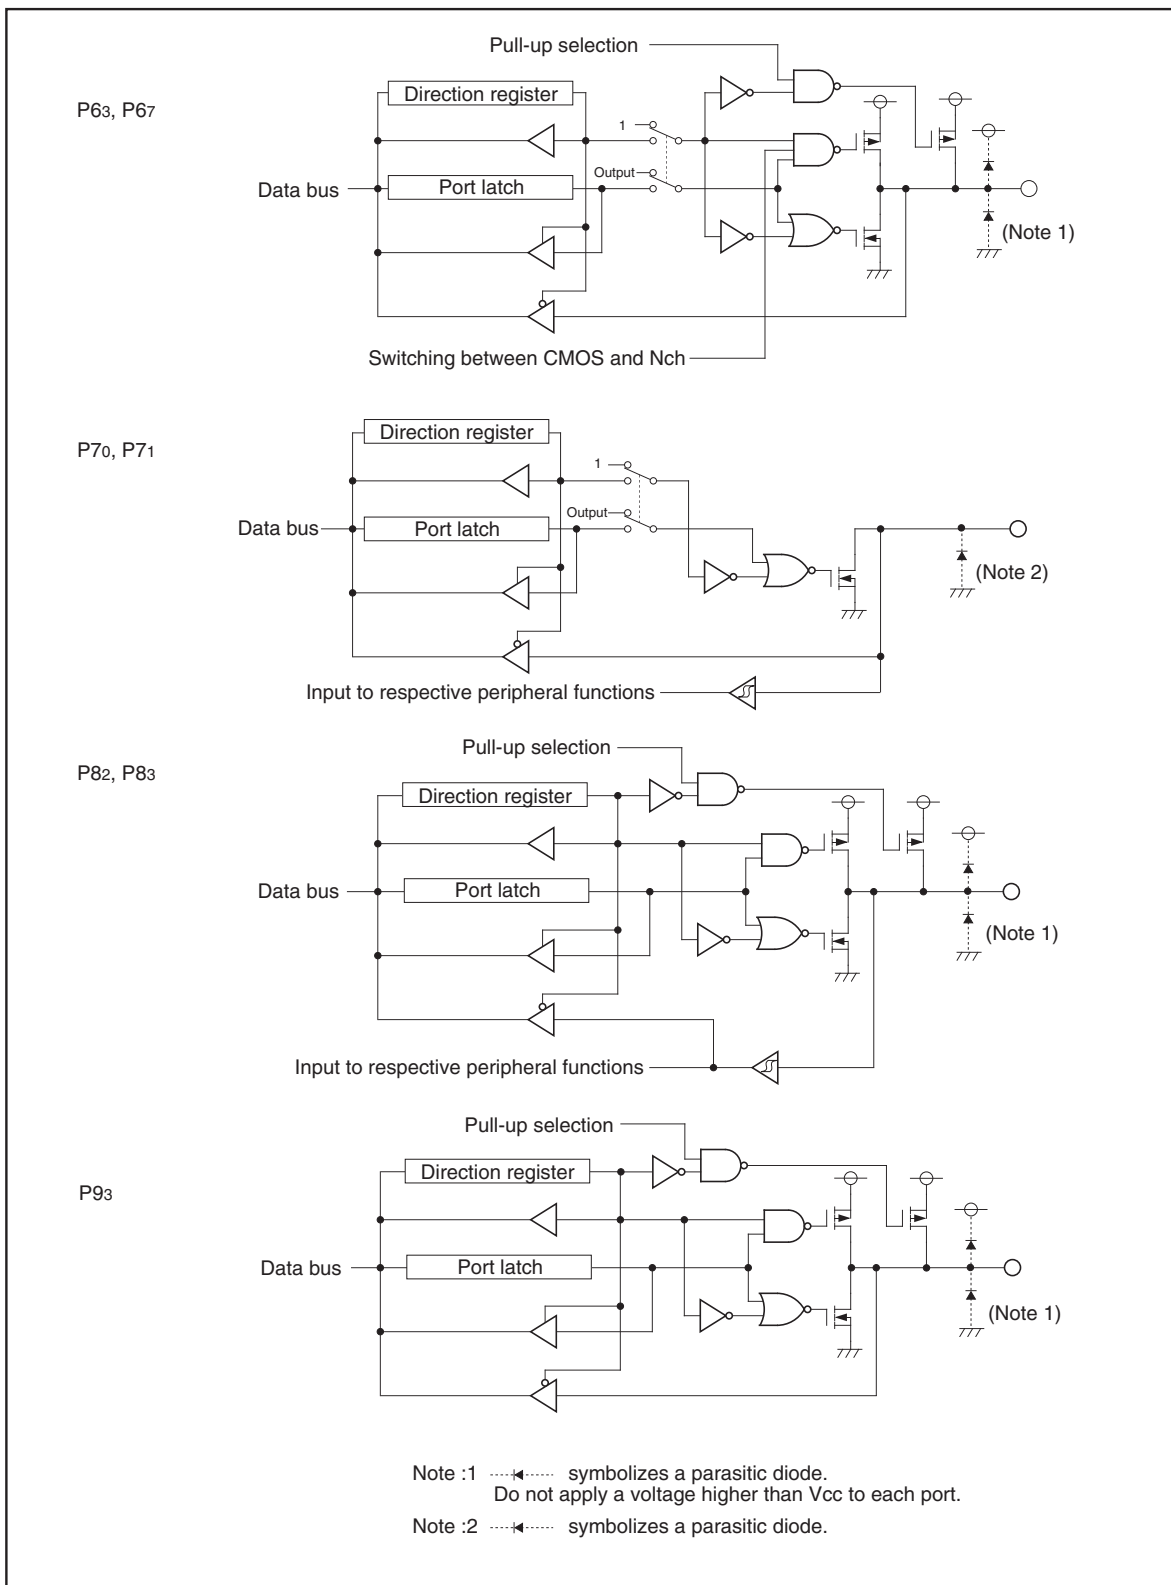 Pull-up selection
P63, P67
Direction register
1
Output
Data bus
Port latch
(Note 1)
Switching between CMOS and Nch
Direction register
P70, P71
1
Output
Data bus
Port latch
(Note 2)
Input to respective peripheral functions
Pull-up selection
P82, P83
Direction register
Data bus
Port latch
(Note 1)
Input to respective peripheral functions
Pull-up selection
Direction register
P93
Data bus
Port latch
(Note 1)
Note :1 symbolizes a parasitic diode.
Do not apply a voltage higher than Vcc to each port.
Note :2 symbolizes a parasitic diode.